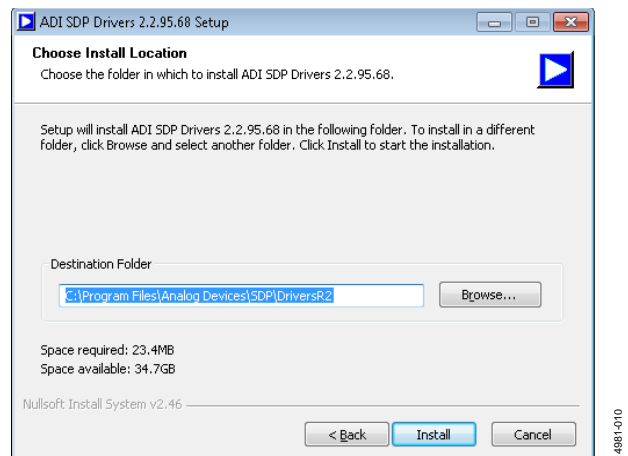 ADI SDP Drivers 2.2.95.68 Setup
Choose Install Location
Choose the folder in which to install ADI SDP Drivers 2.2.95.68.
Setup will install ADI SDP Drivers 2.2.95.68 in the following folder. To install in a different
folder, click Browse and select another folder. Click Install to start the installation.
Destination Folder
C:\Program Files\Analog Devices\SDP\DriversR2
Browse...
Space required: 23.4MB
Space available: 34.7GB
Nullsoft Install System v2.46
< Back
Install
Cancel
4981-010